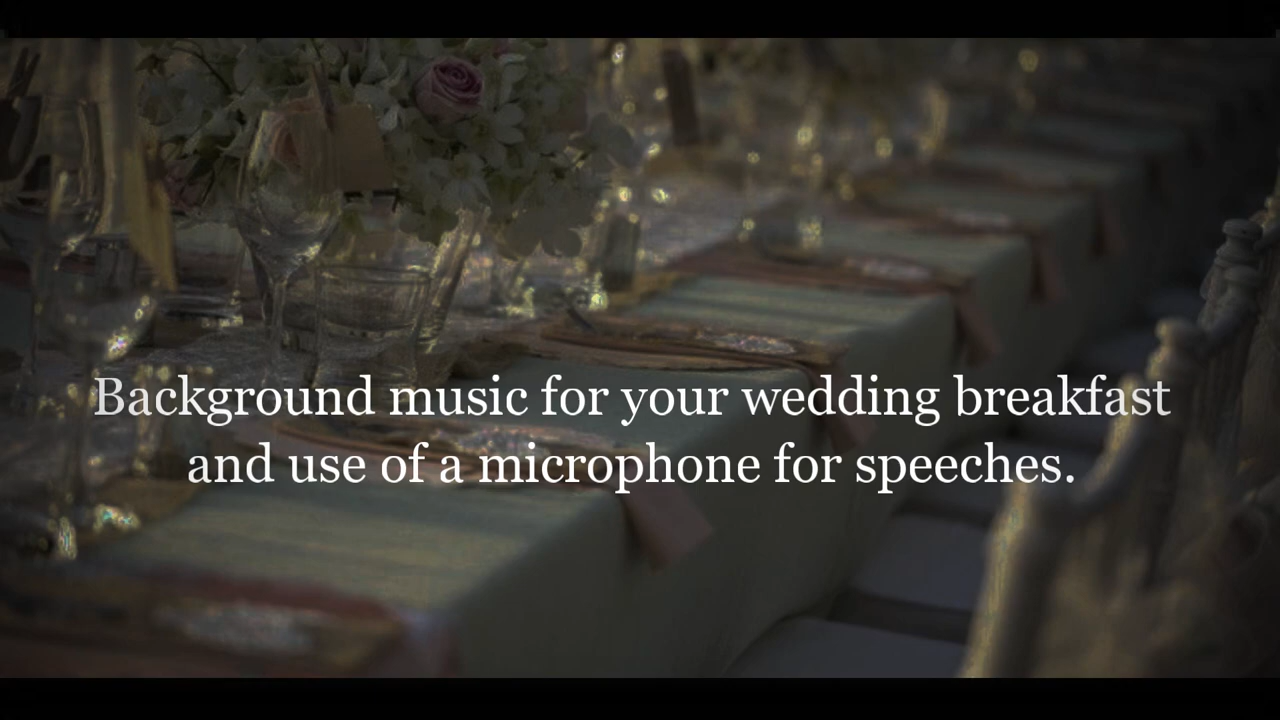 Background music for your wedding breakfast
and use of a microphone for speeches.